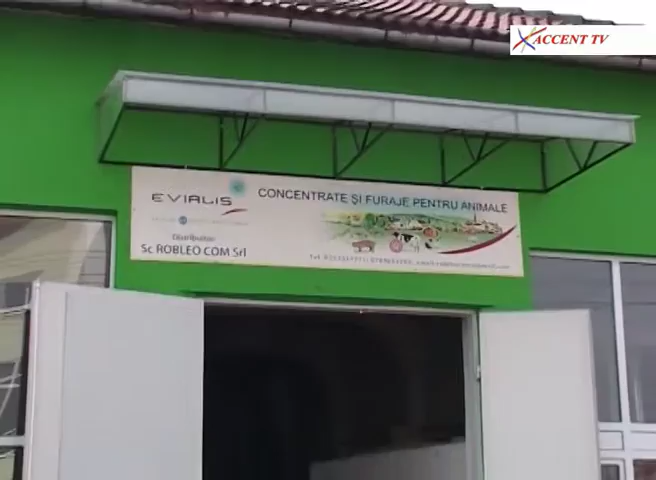 ACCENT TV
EVIALIS
CONCENTRATE ȘI FURAJE PENTRU ANIMALE
Distribuitor
Sc ROBLEO COM Srl